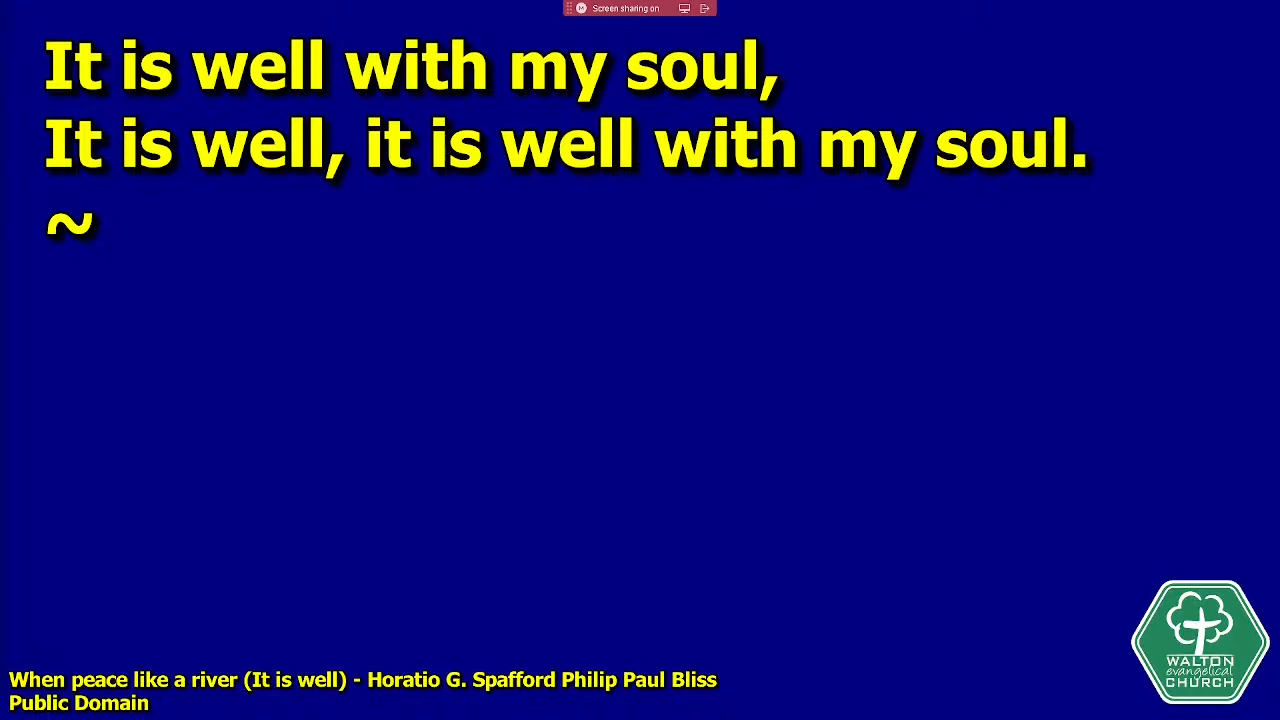 Screen sharing on
It is well with my soul,
It is well, it is well with my soul.
~
When peace like a river (It is well) - Horatio G. Spafford Philip Paul Bliss
Public Domain
WALTON
evangelical
CHURCH